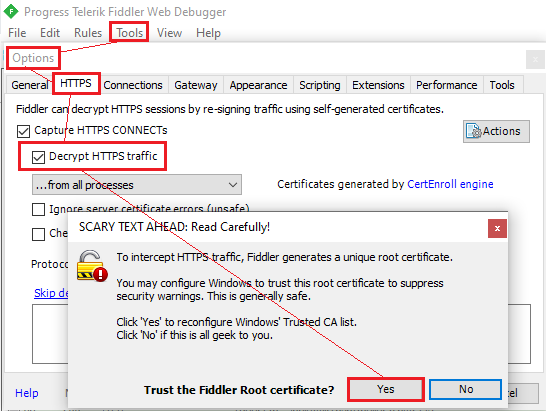 Progress Telerik Fiddler Web Debugger
File Edit Rules Tools View Help
Options
General HTTPS Connections Gateway Appearance Scripting Extensions Performance Tools
Fiddler can decrypt HTTPS sessions by re-signing traffic using self-generated certificates.
Capture HTTPS CONNECTs
Actions
Decrypt HTTPS traffic
...from all processes
Certificates generated by CertEnroll engine
Ignore server certificate errors (unsafe)
Che
SCARY TEXT AHEAD: Read Carefully!
x
To intercept HTTPS traffic, Fiddler generates a unique root certificate.
Protoco
You may configure Windows to trust this root certificate to suppress
Skip de
security warnings. This is generally safe.
Click 'Yes' to reconfigure Windows' Trusted CA list.
Click 'No' if this is all geek to you.
Help
Trust the Fiddler Root certificate?
Yes
No